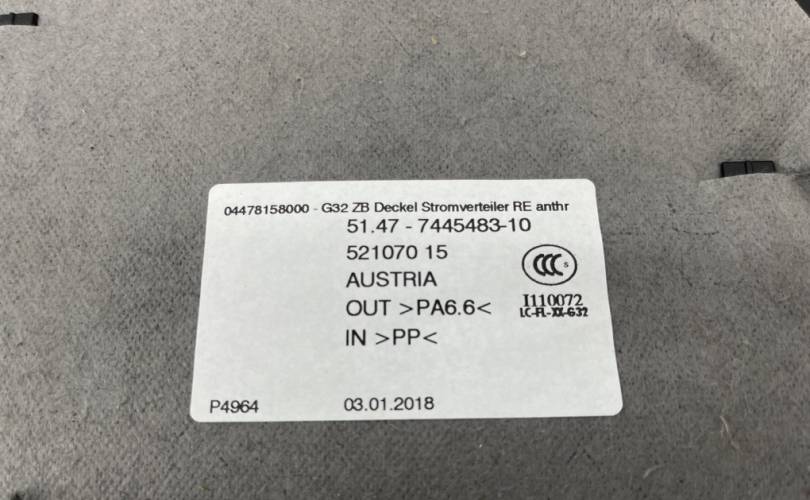 04478158000 - G32 ZB Deckel Stromverteiler RE anthr
51.47 - 7445483-10
521070 15
AUSTRIA
OUT >PA6.6<
IN >PP<
CCC S
I110072
LC-FL-XX-G32
P4964
03.01.2018